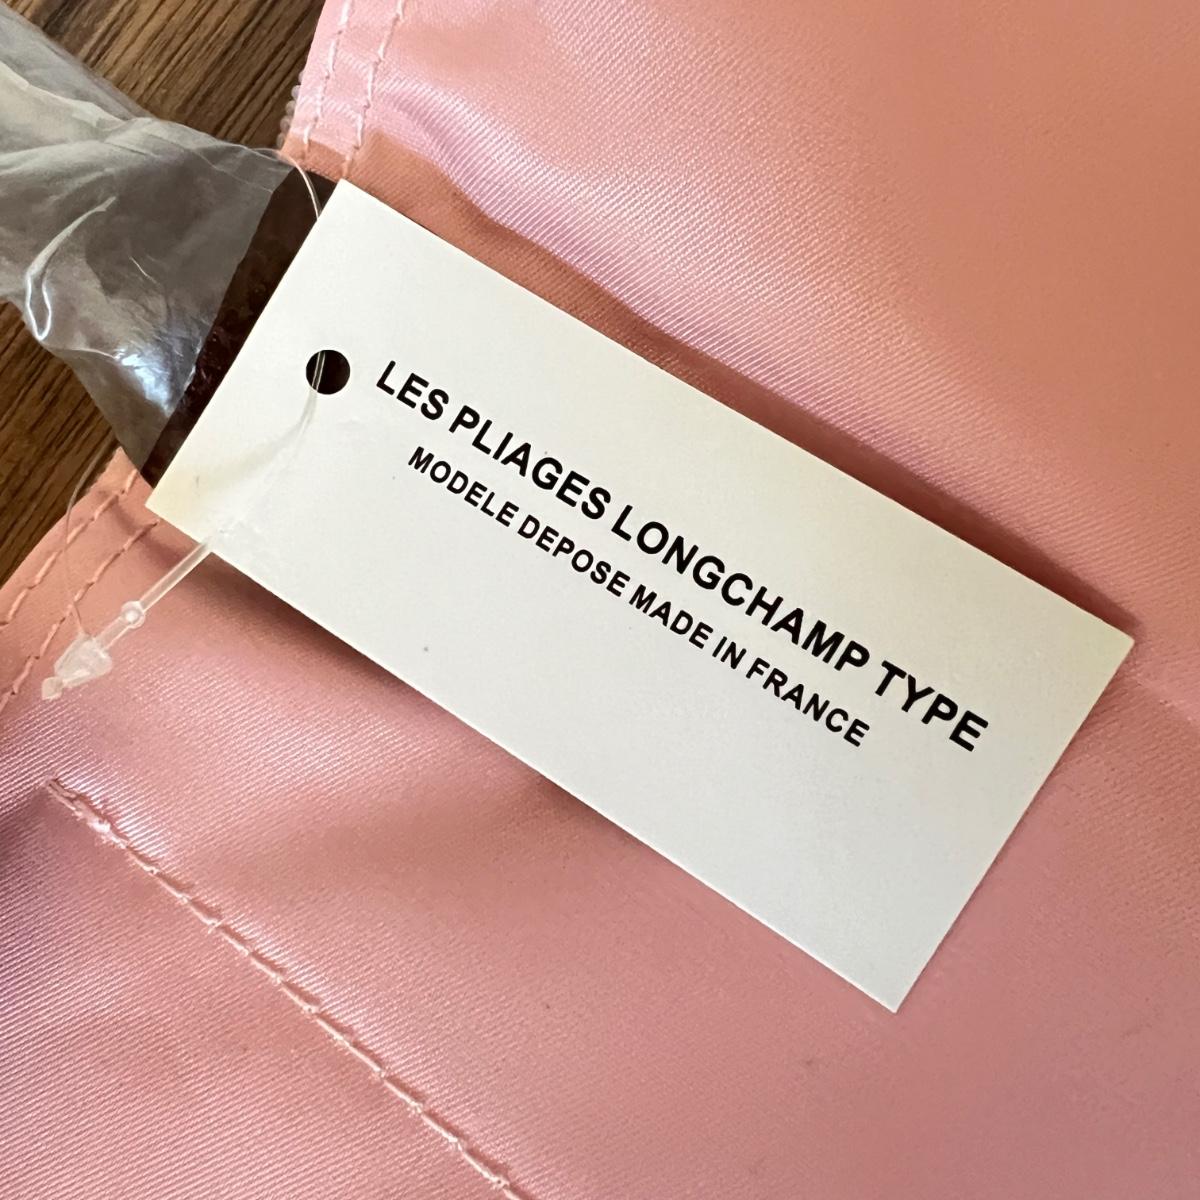 LES PLIAGES LONGCHAMP TYPE
MODELE DEPOSE MADE IN FRANCE